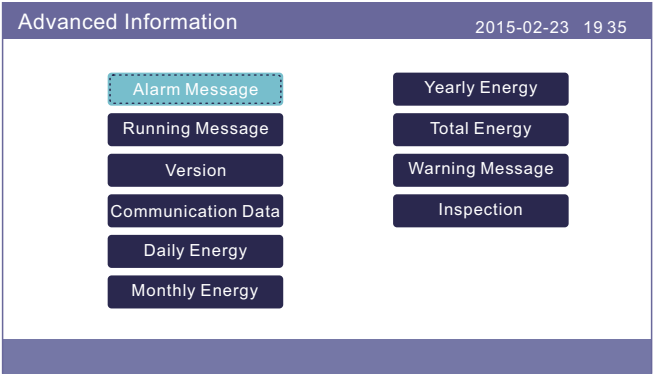 Advanced Information
2015-02-23 19 35
Alarm Message
Running Message
Version
Communication Data
Daily Energy
Monthly Energy
Yearly Energy
Total Energy
Warning Message
Inspection